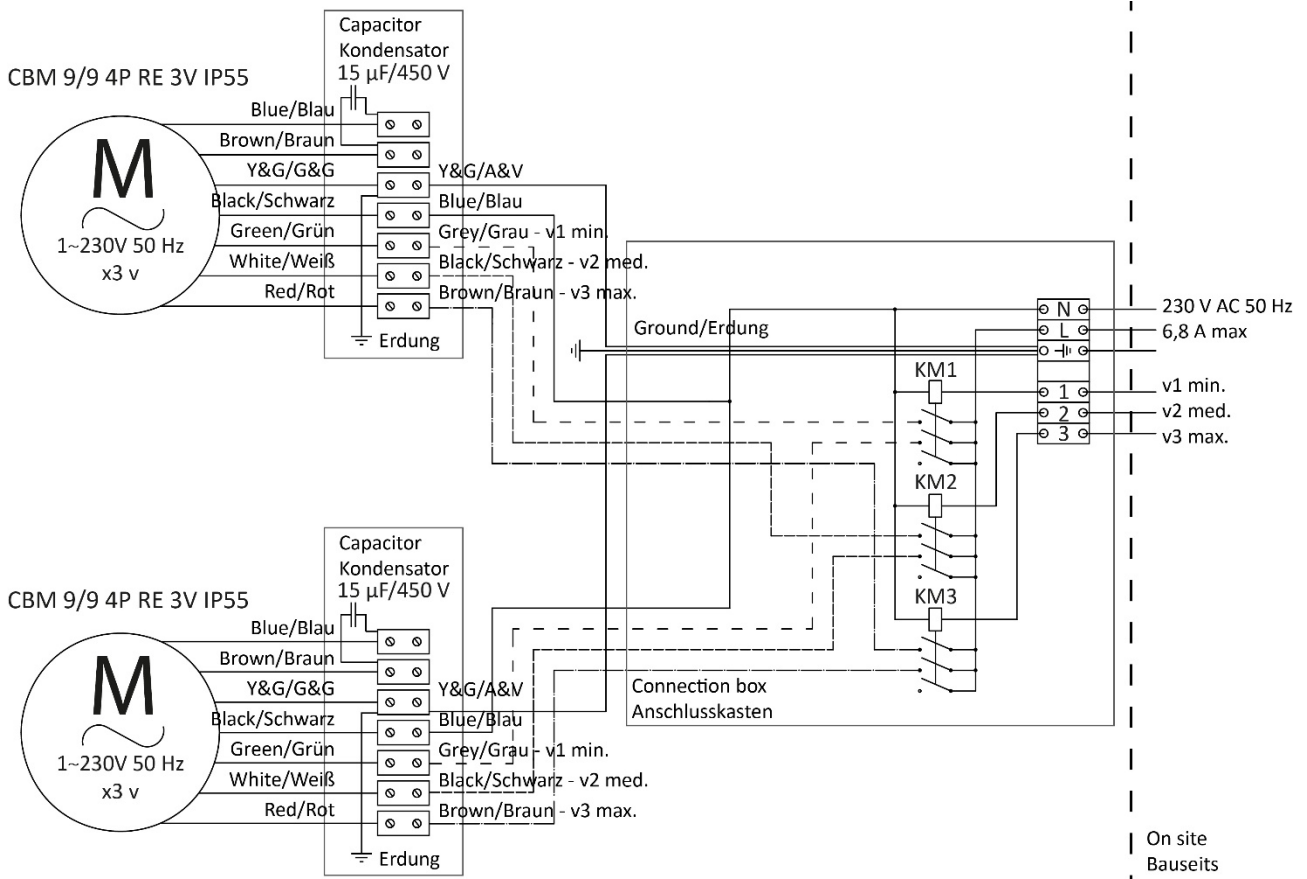 Capacitor
Kondensator
15 µF/450 V
CBM 9/9 4P RE 3V IP55
Blue/Blau
Brown/Braun
Y&G/G&G
Y&G/A&V
Black/Schwarz
Blue/Blau
Green/Grün
Grey/Grau - v1 min.
White/Weiß
Black/Schwarz - v2 med.
Red/Rot
Brown/Braun - v3 max.
M
1~230V 50 Hz
x3 v
Erdung
Ground/Erdung
N
230 V AC 50 Hz
L
6,8 A max
KM1
1
v1 min.
2
v2 med.
3
v3 max.
KM2
KM3
Connection box
Anschlusskasten
Capacitor
Kondensator
15 µF/450 V
CBM 9/9 4P RE 3V IP55
Blue/Blau
Brown/Braun
Y&G/G&G
Y&G/A&V
Black/Schwarz
Blue/Blau
Green/Grün
Grey/Grau - v1 min.
White/Weiß
Black/Schwarz - v2 med.
Red/Rot
Brown/Braun - v3 max.
M
1~230V 50 Hz
x3 v
Erdung
On site
Bauseits